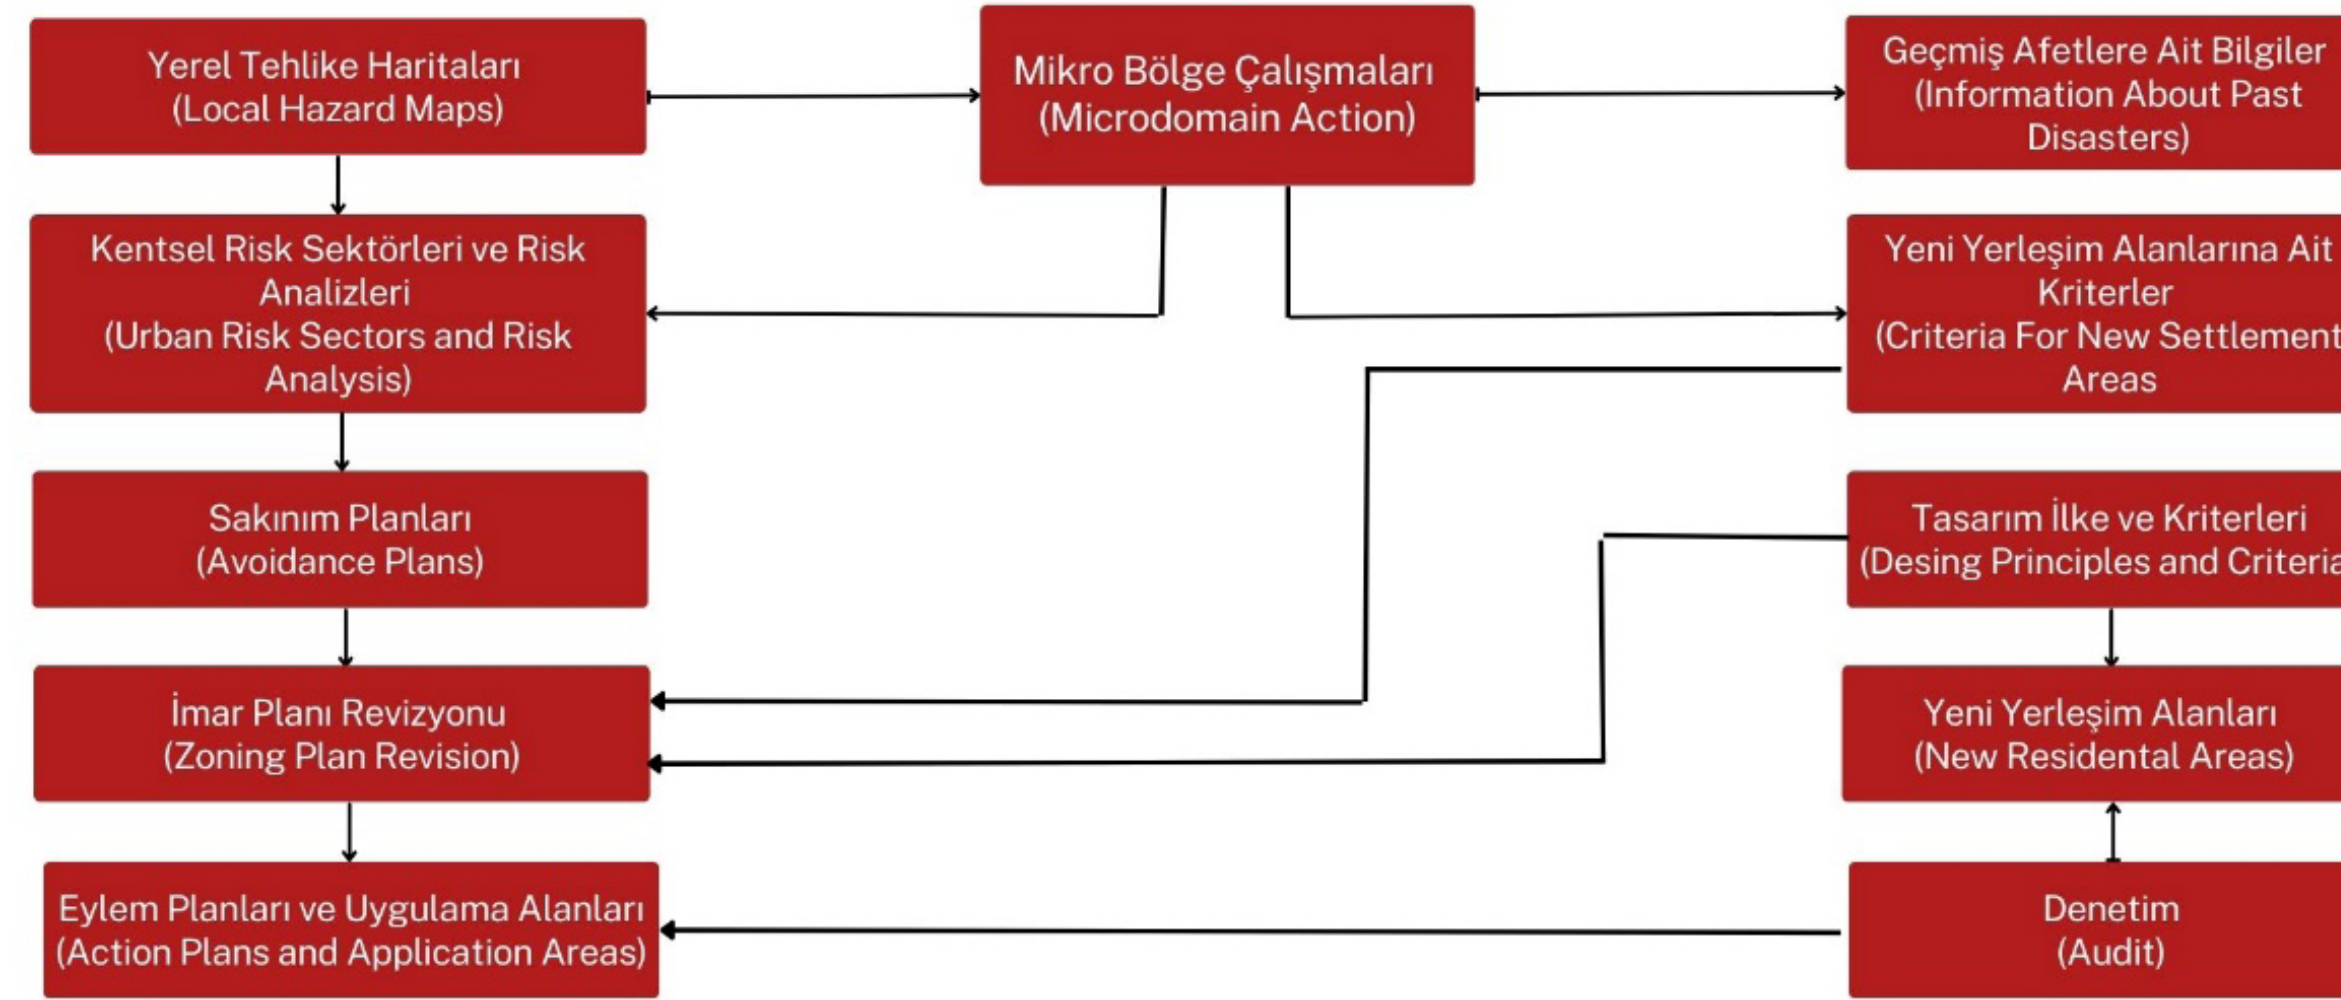 Yerel Tehlike Haritaları
(Local Hazard Maps)
Mikro Bölge Çalışmaları
(Microdomain Action)
Geçmiş Afetlere Ait Bilgiler
(Information About Past
Disasters)
Kentsel Risk Sektörleri ve Risk
Analizleri
(Urban Risk Sectors and Risk
Analysis)
Yeni Yerleşim Alanlarına Ait
Kriterler
(Criteria For New Settlement
Areas
Sakınım Planları
(Avoidance Plans)
Tasarım İlke ve Kriterleri
(Desing Principles and Criteria
İmar Planı Revizyonu
(Zoning Plan Revision)
Yeni Yerleşim Alanları
(New Residental Areas)
Eylem Planları ve Uygulama Alanları
(Action Plans and Application Areas)
Denetim
(Audit)